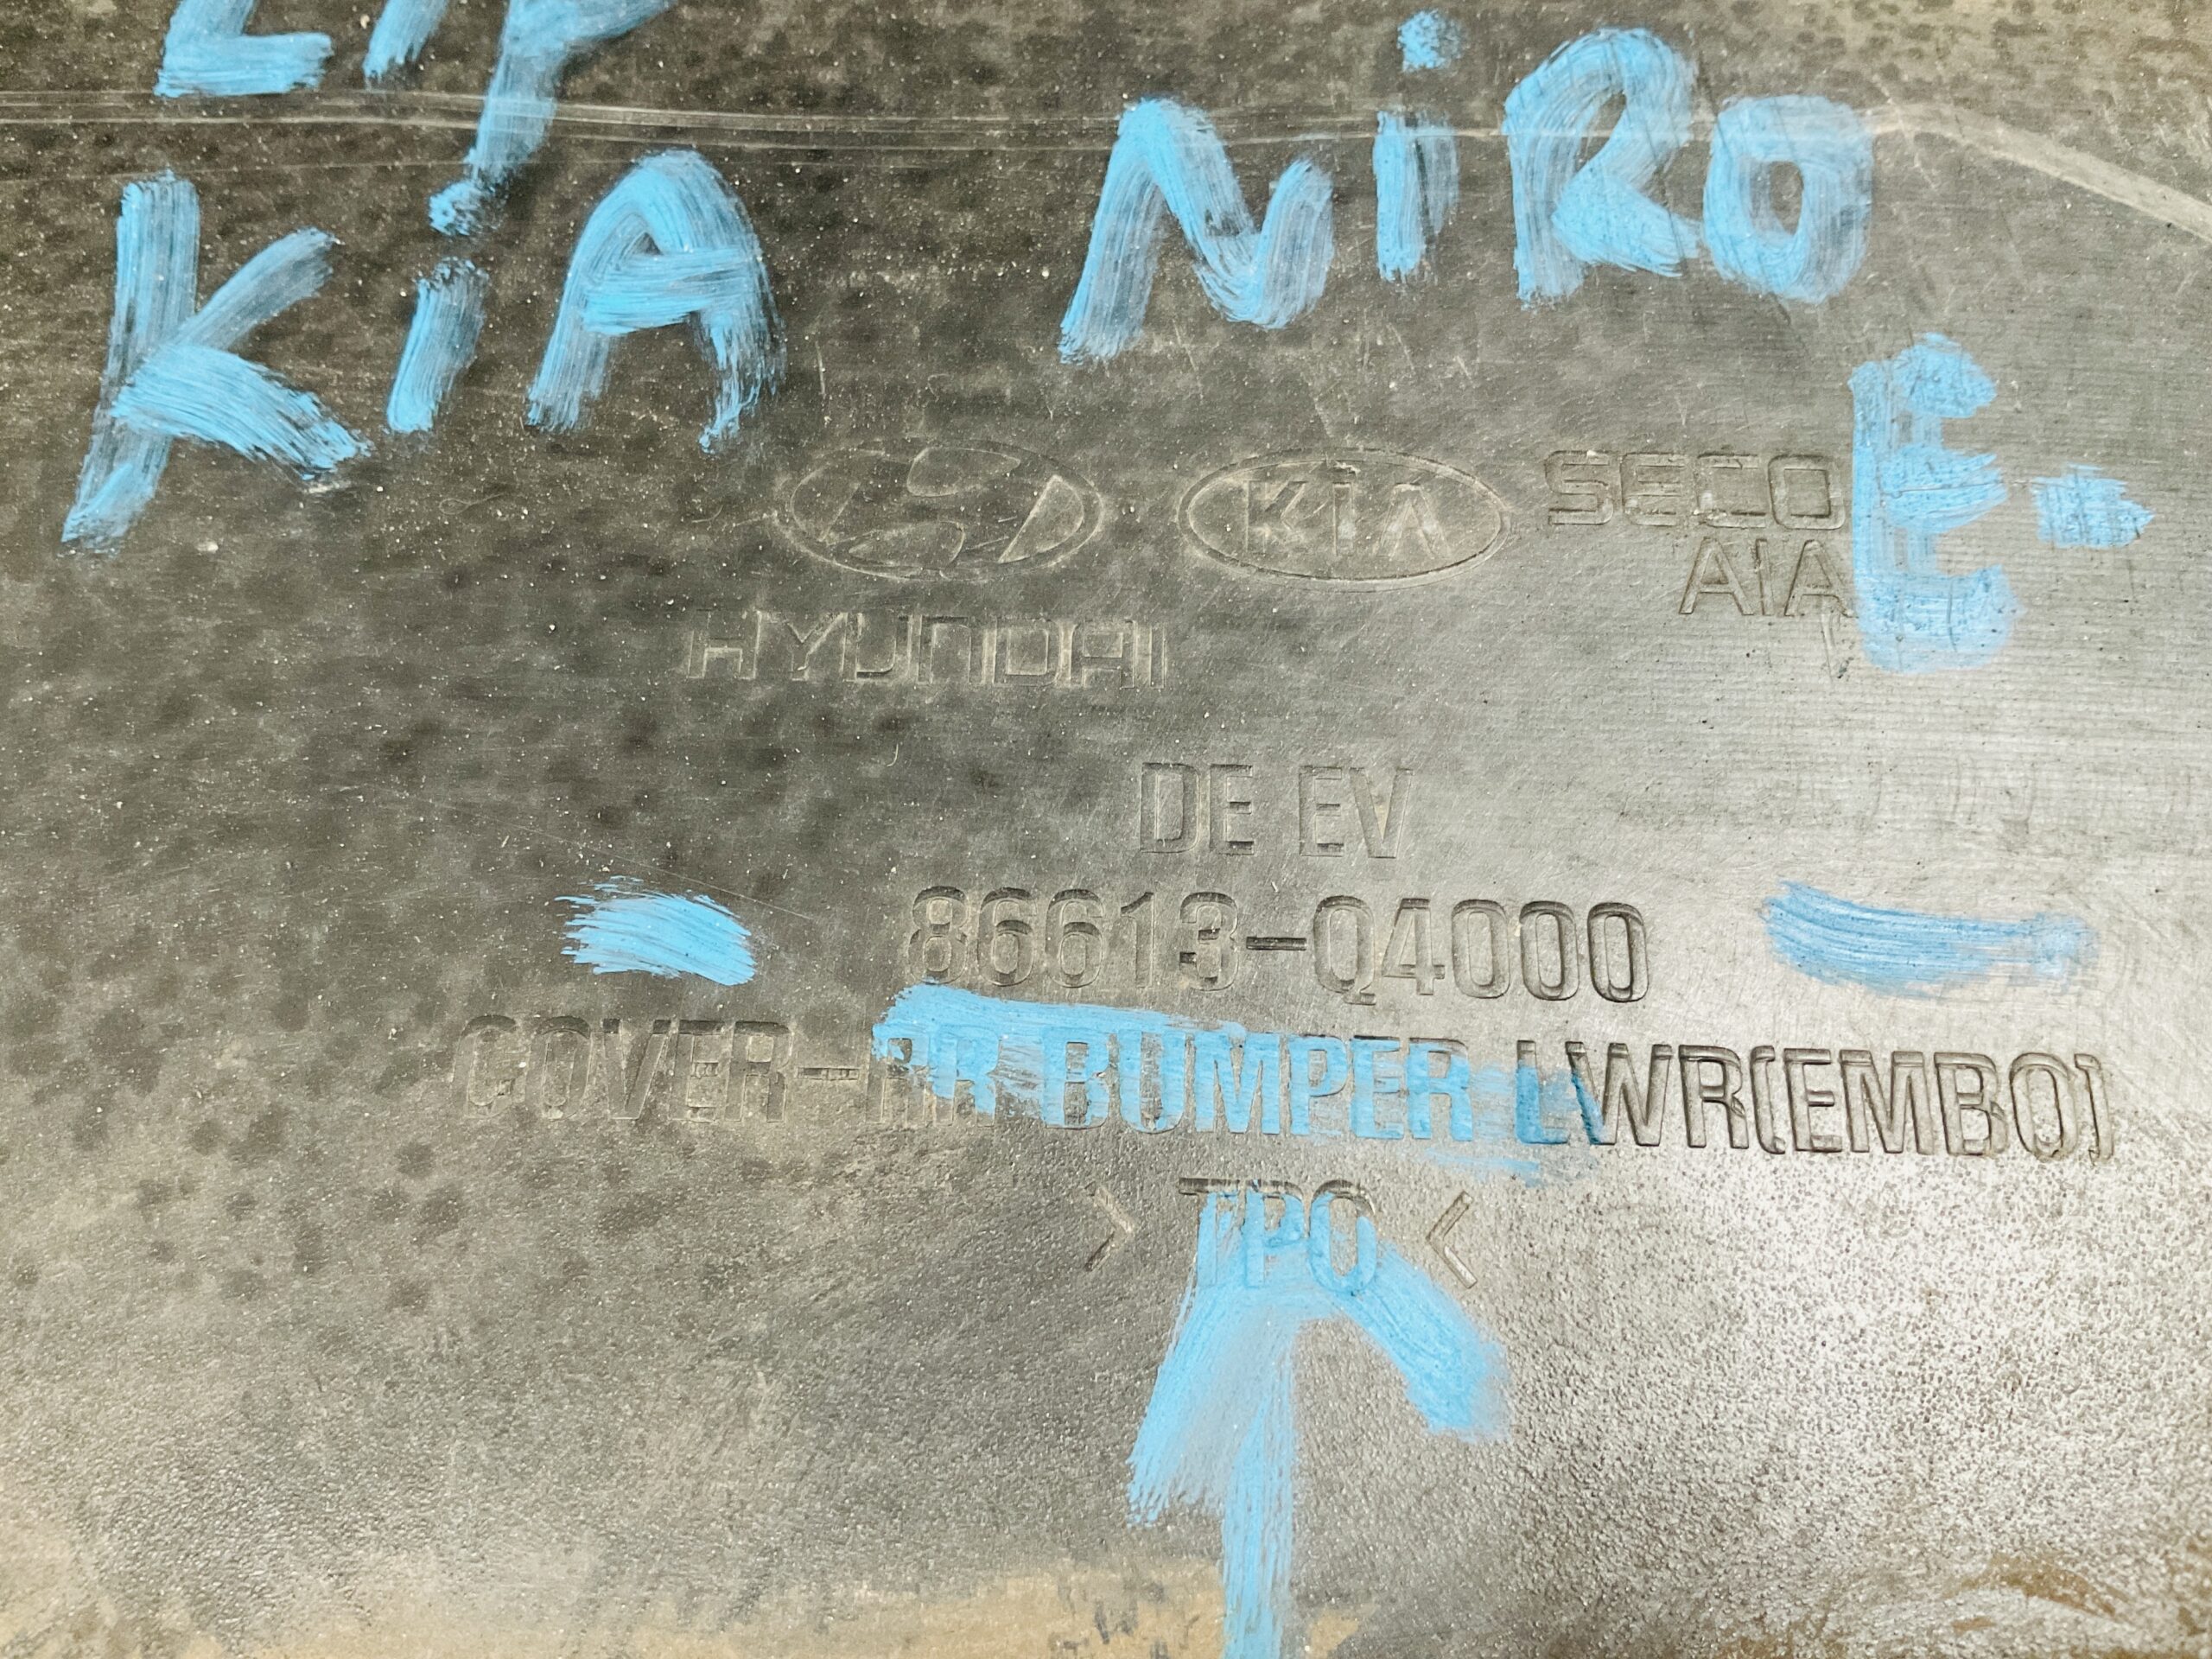 KiA NiRO
E-
KIA SECO
AIA
HYUNDAI
DE EV
86613-Q4000
COVER-RR BUMPER LWR(EMBO)
>TPO<